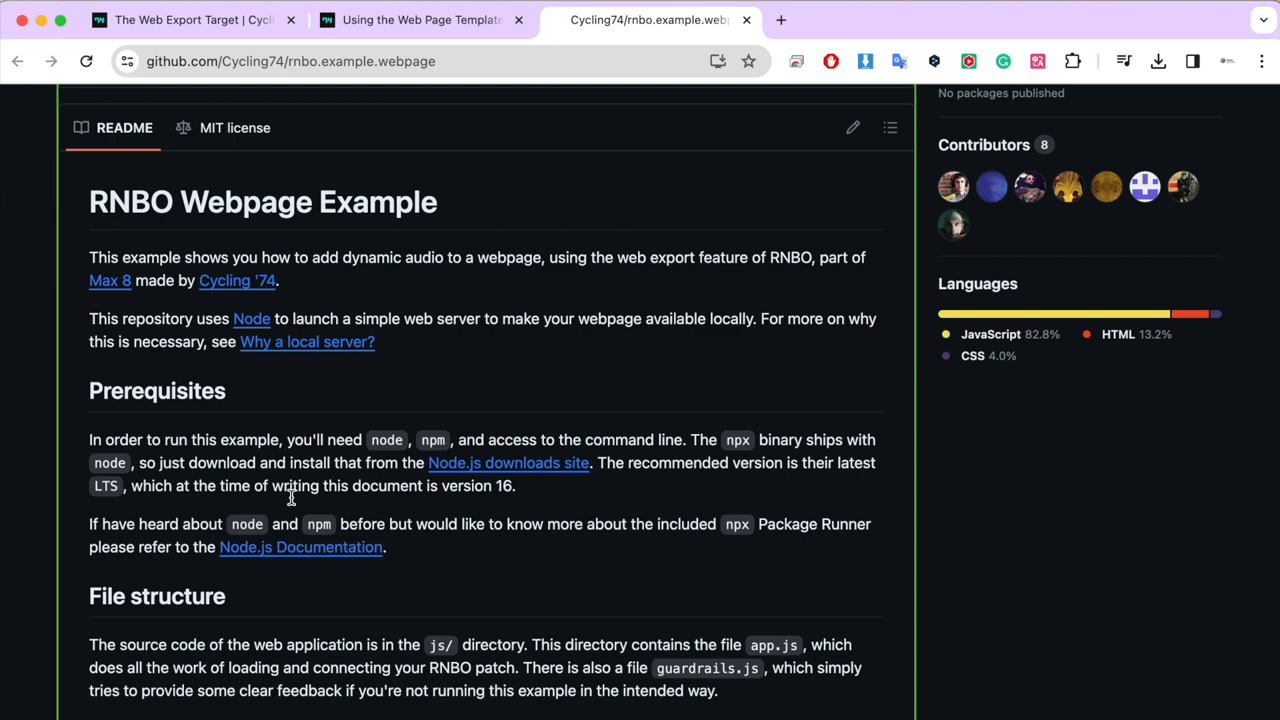 The Web Export Target | Cycli
Using the Web Page Template
Cycling74/rnbo.example.webp
github.com/Cycling74/rnbo.example.webpage
No packages published
README
MIT license
Contributors 8
RNBO Webpage Example
This example shows you how to add dynamic audio to a webpage, using the web export feature of RNBO, part of
Max 8 made by Cycling '74.
This repository uses Node to launch a simple web server to make your webpage available locally. For more on why
this is necessary, see Why a local server?
Languages
JavaScript 82.8%
HTML 13.2%
CSS 4.0%
Prerequisites
In order to run this example, you'll need node, npm, and access to the command line. The npx binary ships with
node, so just download and install that from the Node.js downloads site. The recommended version is their latest
LTS, which at the time of writing this document is version 16.
If have heard about node and npm before but would like to know more about the included npx Package Runner
please refer to the Node.js Documentation.
File structure
The source code of the web application is in the js/ directory. This directory contains the file app.js, which
does all the work of loading and connecting your RNBO patch. There is also a file guardrails.js, which simply
tries to provide some clear feedback if you're not running this example in the intended way.